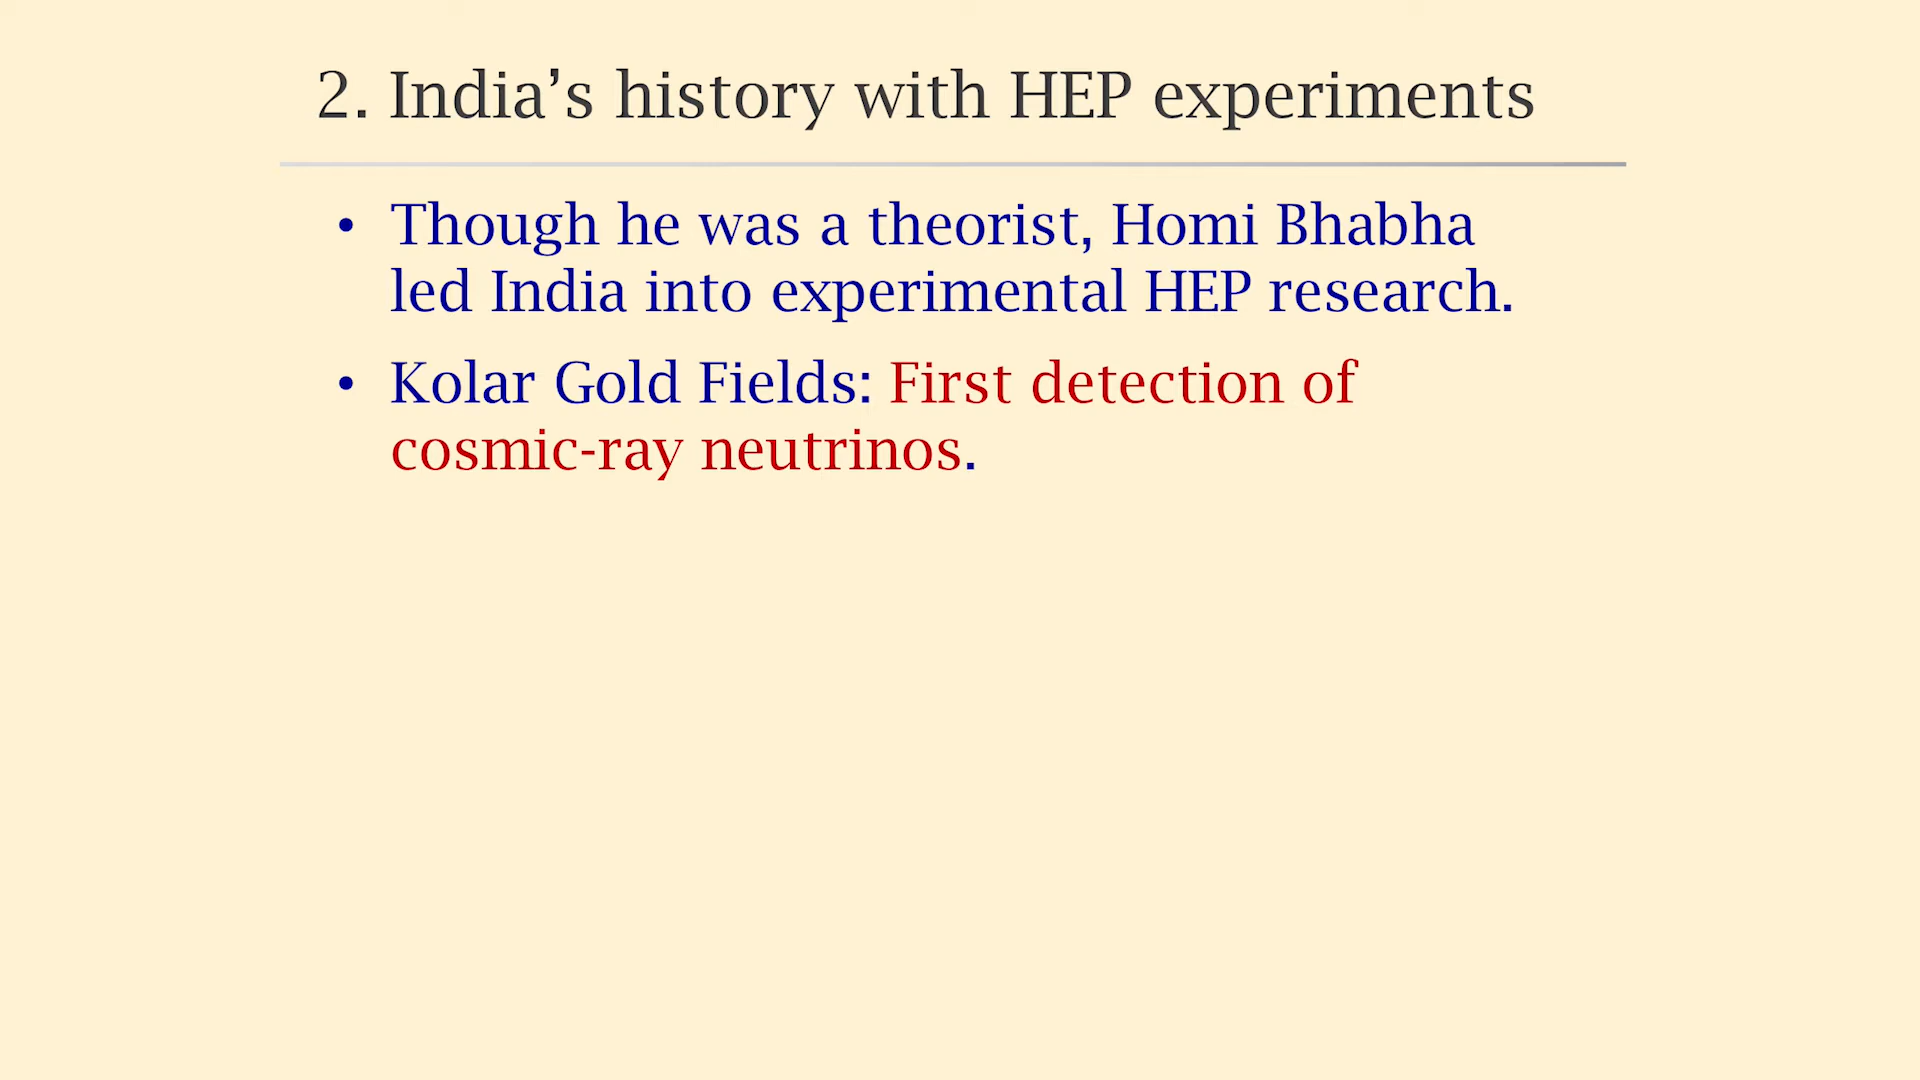 2. India’s history with HEP experiments
• Though he was a theorist, Homi Bhabha
led India into experimental HEP research.
• Kolar Gold Fields: First detection of
cosmic-ray neutrinos.